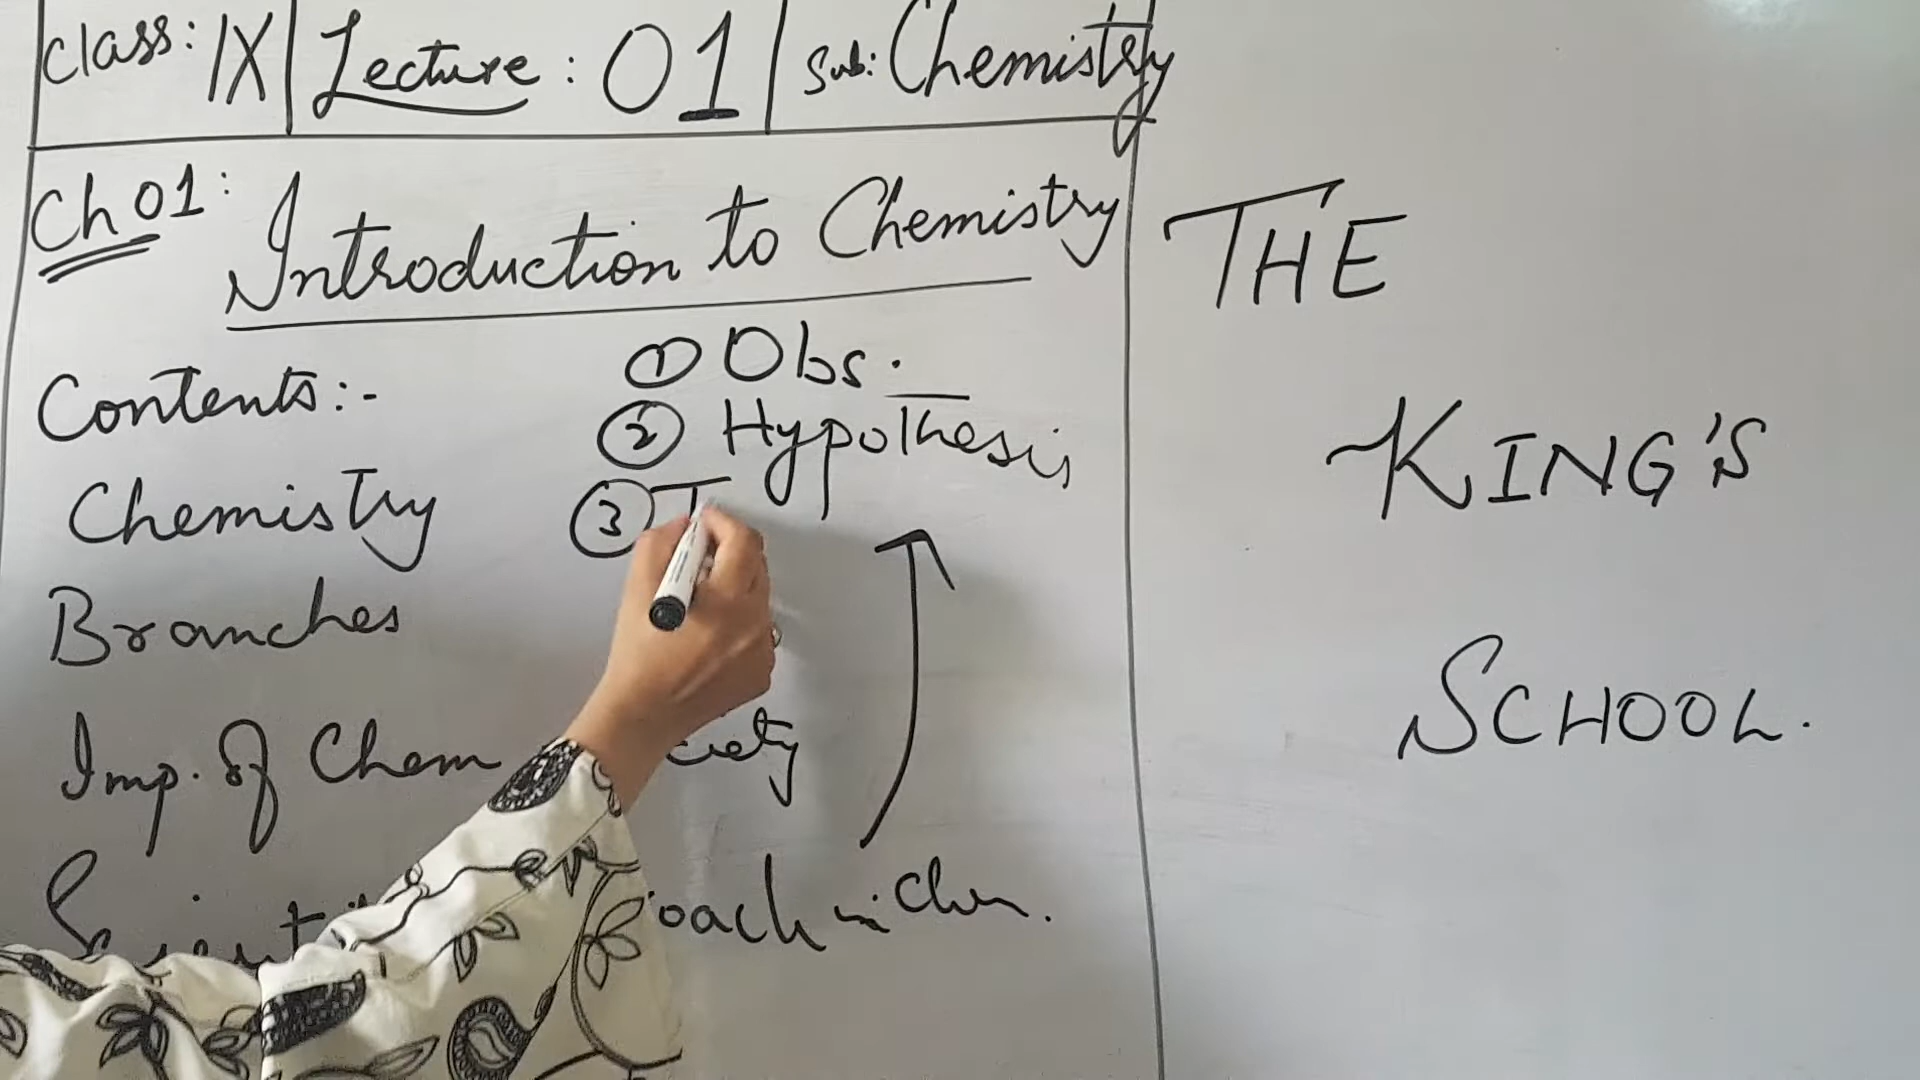 Class: IX Lecture: 01 Sub: Chemistry
Ch 01: Introduction to Chemistry
Contents:-
① Obs.
② Hypothesis
③ T
Chemistry
Branches
Imp. of Chem
in Chem.
THE
KING'S
SCHOOL.